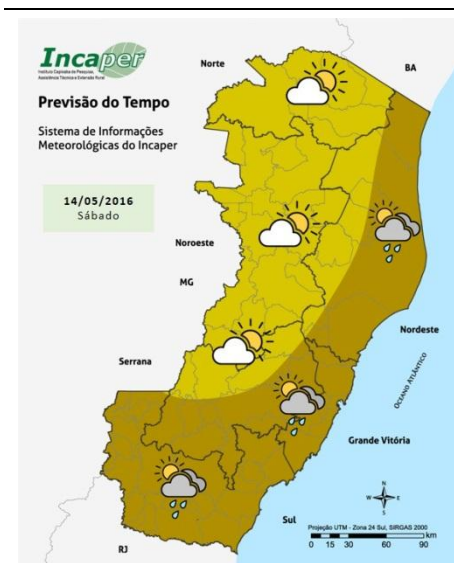 Incaper
Instituto Capixaba de Pesquisa,
Assistência Técnica e Extensão Rural
Norte
BA
Previsão do Tempo
Sistema de Informações
Meteorológicas do Incaper
14/05/2016
Sábado
Noroeste
MG
Nordeste
Serrana
OCEANO ATLÂNTICO
Grande Vitória
N
W E
S
Sul
Projeção UTM - Zona 24 Sul, SIRGAS 2000
km
0 15 30 60 90
RJ